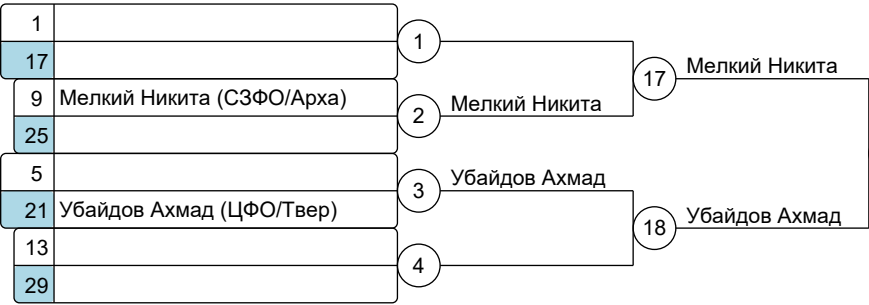 1
17
9 Мелкий Никита (СЗФО/Арха)
25
5
21 Убайдов Ахмад (ЦФО/Твер)
13
29
1
2 Мелкий Никита
3 Убайдов Ахмад
4
17 Мелкий Никита
18 Убайдов Ахмад